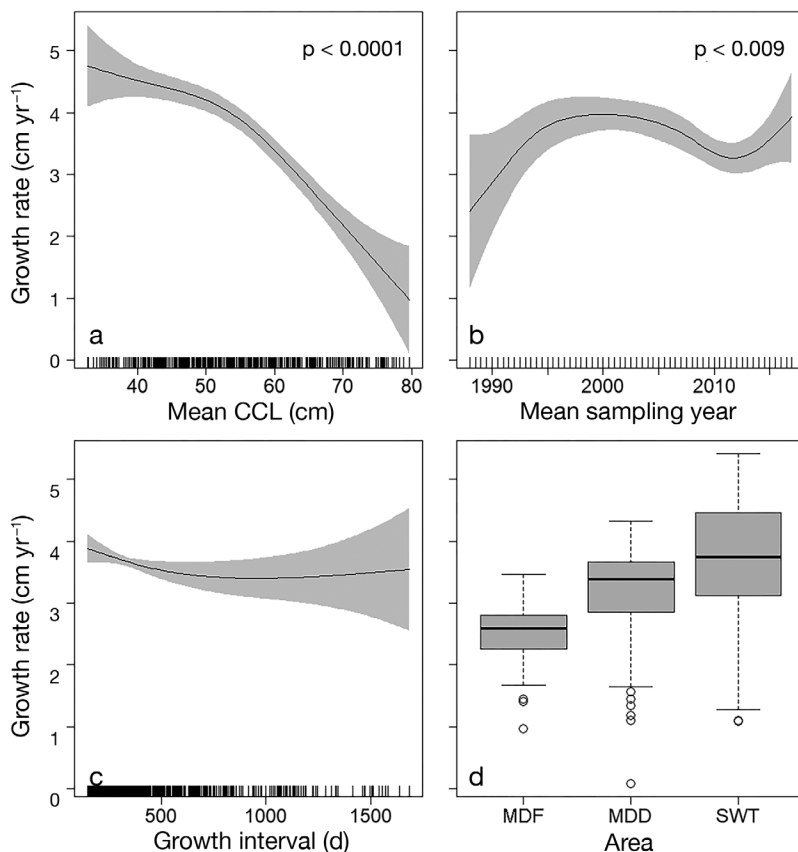 p < 0.0001
p < 0.009
Growth rate (cm yr⁻¹)
5
4
3
2
1
0
a
b
40 50 60 70 80
1990 2000 2010
Mean CCL (cm)
Mean sampling year
Growth rate (cm yr⁻¹)
5
4
3
2
1
0
c
d
500 1000 1500
MDF MDD SWT
Growth interval (d)
Area